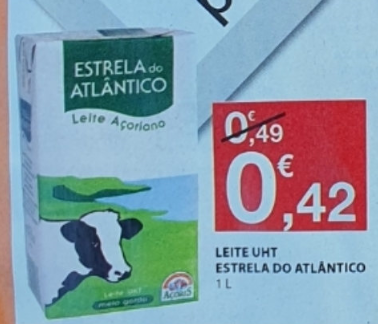 ESTRELA do
ATLÂNTICO
Leite Açoriano
Leite UHT
meio gordo
AÇORES
0,49€
0,42€
LEITE UHT
ESTRELA DO ATLÂNTICO
1 L